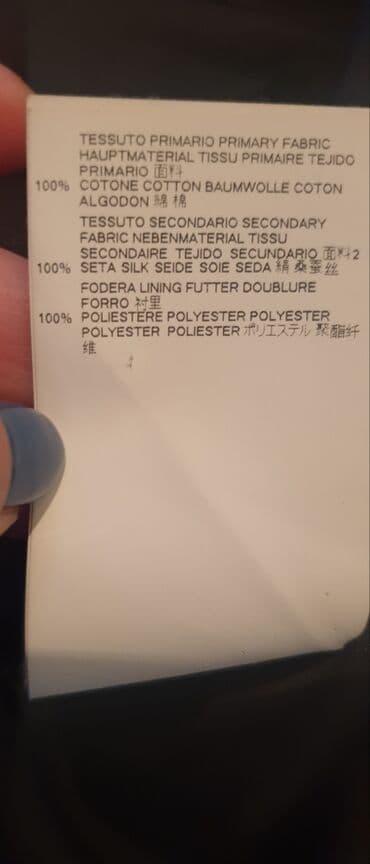 TESSUTO PRIMARIO PRIMARY FABRIC
HAUPTMATERIAL TISSU PRIMAIRE TEJIDO
PRIMARIO 面料
100% COTONE COTTON BAUMWOLLE COTON
ALGODON 綿 棉
TESSUTO SECONDARIO SECONDARY
FABRIC NEBENMATERIAL TISSU
SECONDAIRE TEJIDO SECUNDARIO 面料2
100% SETA SILK SEIDE SOIE SEDA 絹 桑蚕丝
FODERA LINING FUTTER DOUBLURE
FORRO 衬里
100% POLIESTERE POLYESTER POLYESTER
POLYESTER POLIESTER ポリエステル 聚酯纤
维